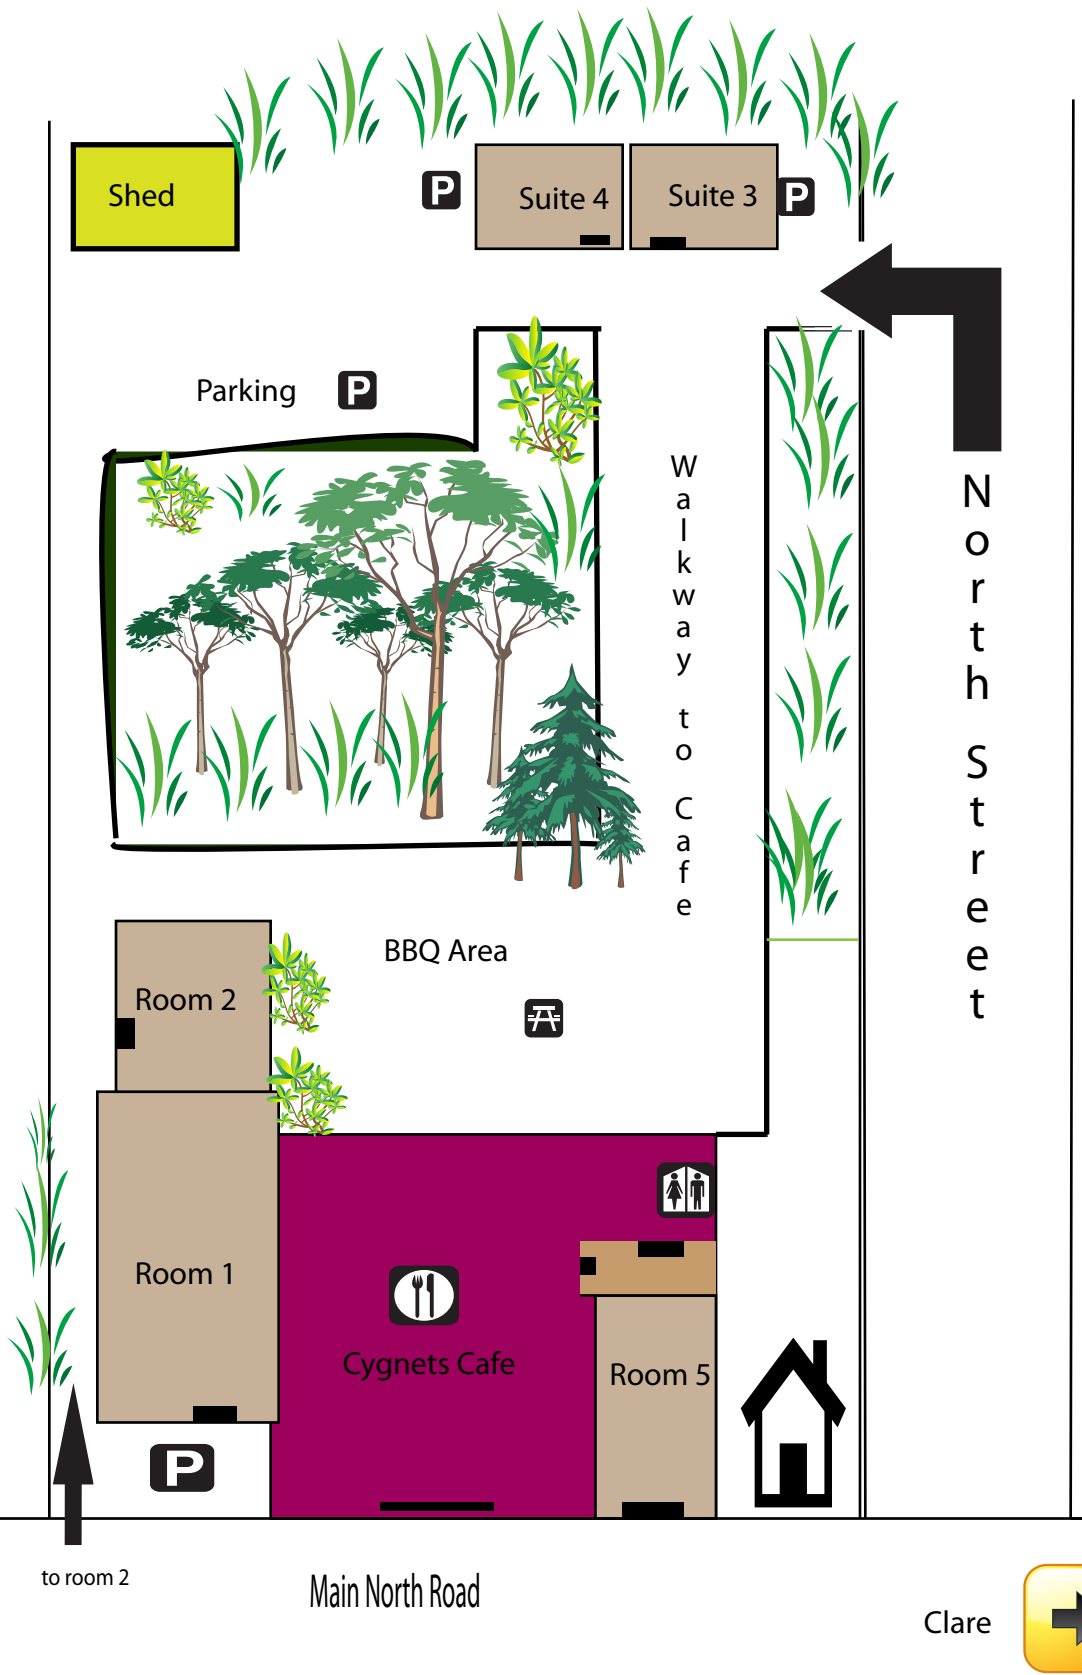 Shed
P
Suite 4
Suite 3
P
Parking
P
Walkway to Cafe
North Street
BBQ Area
Room 2
Room 1
Cygnets Cafe
Room 5
P
to room 2
Main North Road
Clare